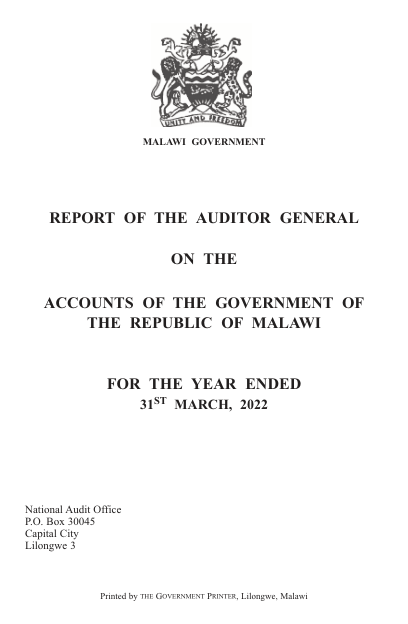 UNITY AND FREEDOM
MALAWI GOVERNMENT
REPORT OF THE AUDITOR GENERAL
ON THE
ACCOUNTS OF THE GOVERNMENT OF
THE REPUBLIC OF MALAWI
FOR THE YEAR ENDED
31ST MARCH, 2022
National Audit Office
P.O. Box 30045
Capital City
Lilongwe 3
Printed by THE GOVERNMENT PRINTER, Lilongwe, Malawi